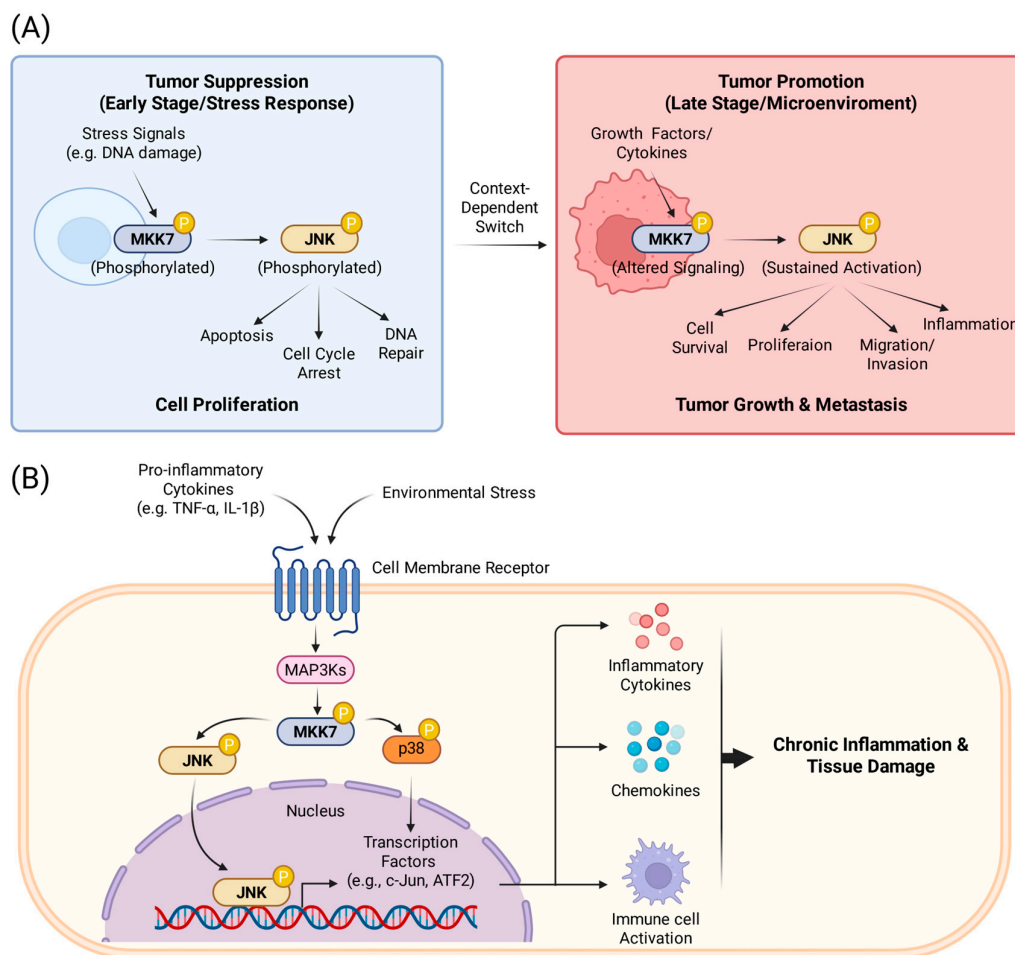 (A)
Tumor Suppression
(Early Stage/Stress Response)
Stress Signals
(e.g. DNA damage)
MKK7
P
(Phosphorylated)
JNK
P
(Phosphorylated)
Apoptosis
Cell Cycle
Arrest
DNA
Repair
Cell Proliferation
Context-
Dependent
Switch
Tumor Promotion
(Late Stage/Microenviroment)
Growth Factors/
Cytokines
MKK7
P
(Altered Signaling)
JNK
P
(Sustained Activation)
Cell
Survival
Proliferaion
Migration/
Invasion
Inflammation
Tumor Growth & Metastasis
(B)
Pro-inflammatory
Cytokines
(e.g. TNF-α, IL-1β)
Environmental Stress
Cell Membrane Receptor
MAP3Ks
MKK7
P
JNK
P
p38
P
Nucleus
Transcription
Factors
(e.g., c-Jun, ATF2)
JNK
P
Inflammatory
Cytokines
Chemokines
Immune cell
Activation
Chronic Inflammation &
Tissue Damage